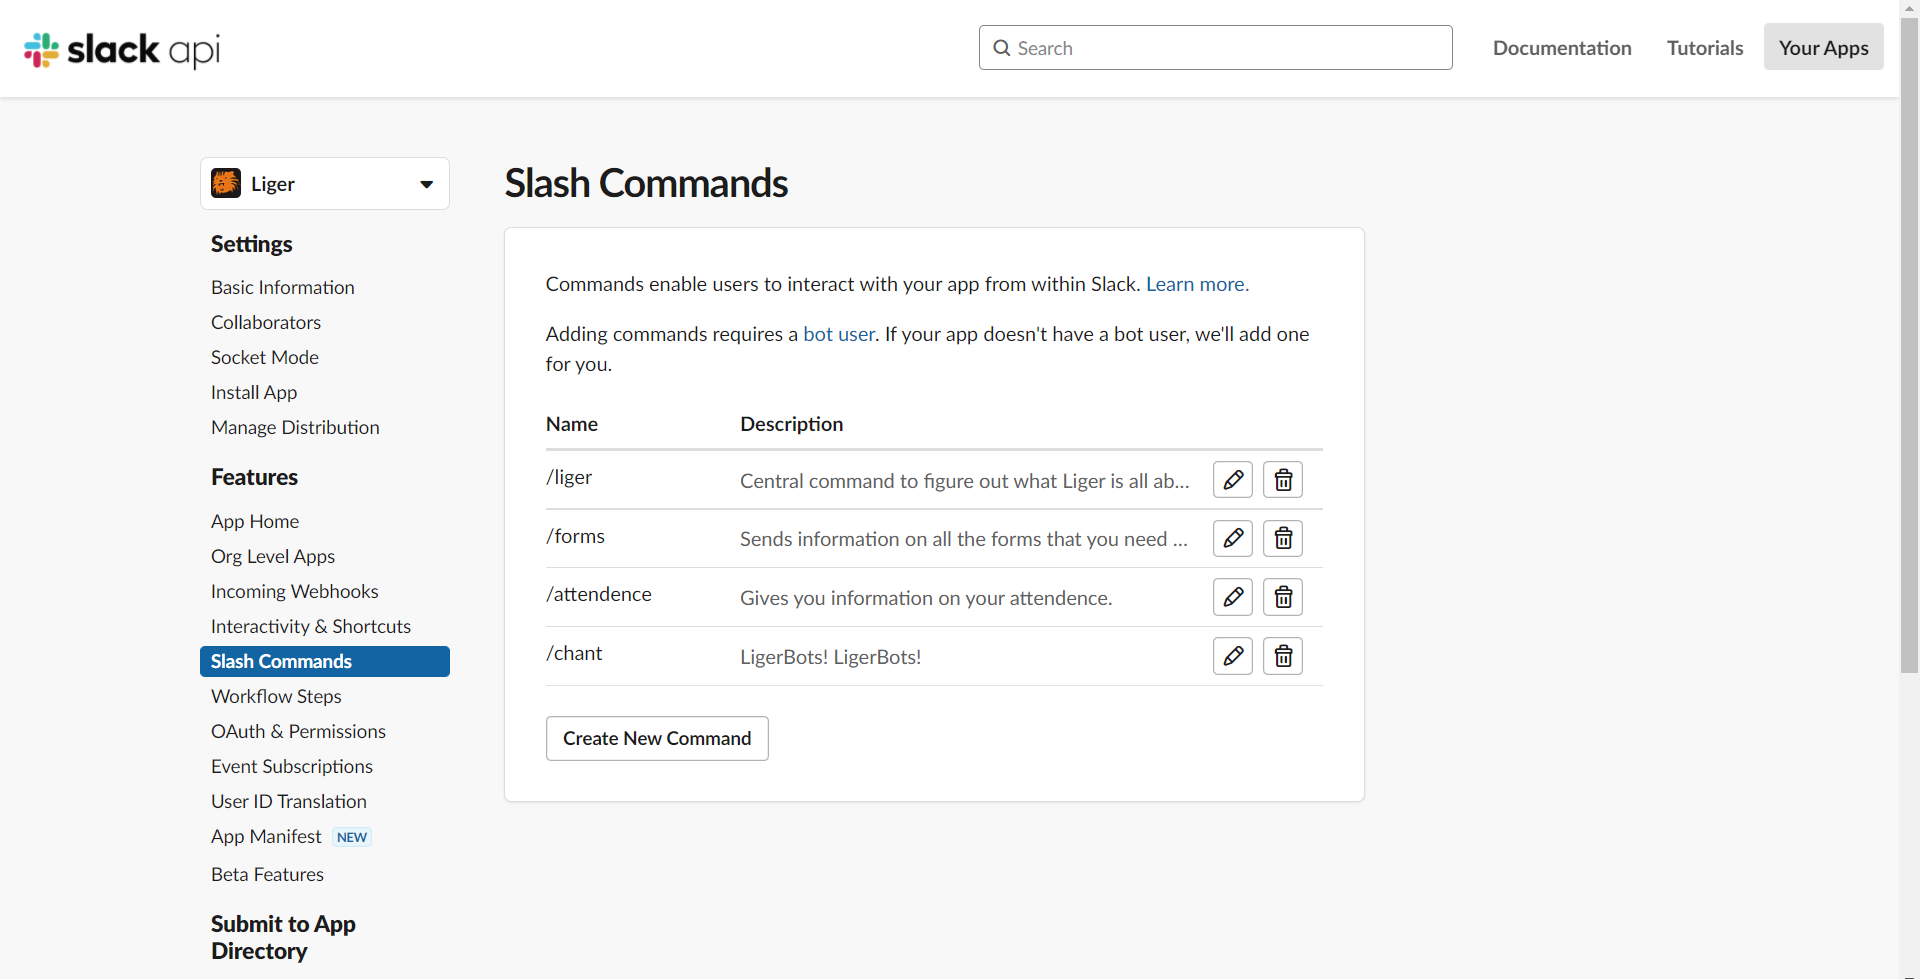 slack api
Search
Documentation
Tutorials
Your Apps
Liger
Settings
Basic Information
Collaborators
Socket Mode
Install App
Manage Distribution
Features
App Home
Org Level Apps
Incoming Webhooks
Interactivity & Shortcuts
Slash Commands
Workflow Steps
OAuth & Permissions
Event Subscriptions
User ID Translation
App Manifest NEW
Beta Features
Submit to App
Directory
Slash Commands
Commands enable users to interact with your app from within Slack. Learn more.
Adding commands requires a bot user. If your app doesn't have a bot user, we'll add one
for you.
Name Description
/liger Central command to figure out what Liger is all ab...
/forms Sends information on all the forms that you need ...
/attendence Gives you information on your attendence.
/chant LigerBots! LigerBots!
Create New Command